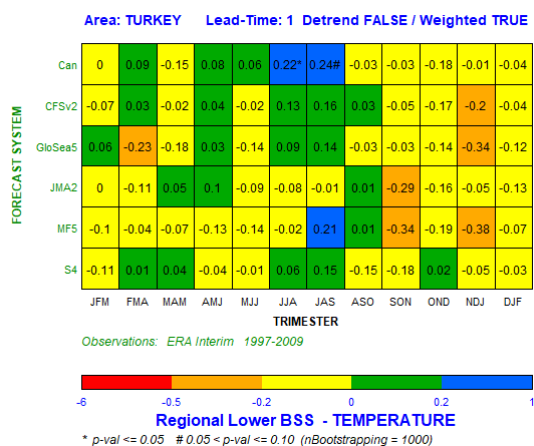 Area: TURKEY Lead-Time: 1 Detrend FALSE / Weighted TRUE
FORECAST SYSTEM
Can 0 0.09 -0.15 0.08 0.06 0.22* 0.24# -0.03 -0.03 -0.18 -0.01 -0.04
CFSv2 -0.07 0.03 -0.02 0.04 -0.02 0.13 0.16 0.03 -0.05 -0.17 -0.2 -0.04
GloSea5 0.06 -0.23 -0.18 0.03 -0.14 0.09 0.14 -0.03 -0.03 -0.14 -0.34 -0.12
JMA2 0 -0.11 0.05 0.1 -0.09 -0.08 -0.01 0.01 -0.29 -0.16 -0.05 -0.13
MF5 -0.1 -0.04 -0.07 -0.13 -0.14 -0.02 0.21 0.01 -0.34 -0.19 -0.38 -0.07
S4 -0.11 0.01 0.04 -0.04 -0.01 0.06 0.15 -0.15 -0.18 0.02 -0.05 -0.03
JFM FMA MAM AMJ MJJ JJA JAS ASO SON OND NDJ DJF
TRIMESTER
Observations: ERA Interim 1997-2009
-6 -0.5 -0.2 0 0.2 1
Regional Lower BSS - TEMPERATURE
* p-val <= 0.05 # 0.05 < p-val <= 0.10 (nBootstrapping = 1000)